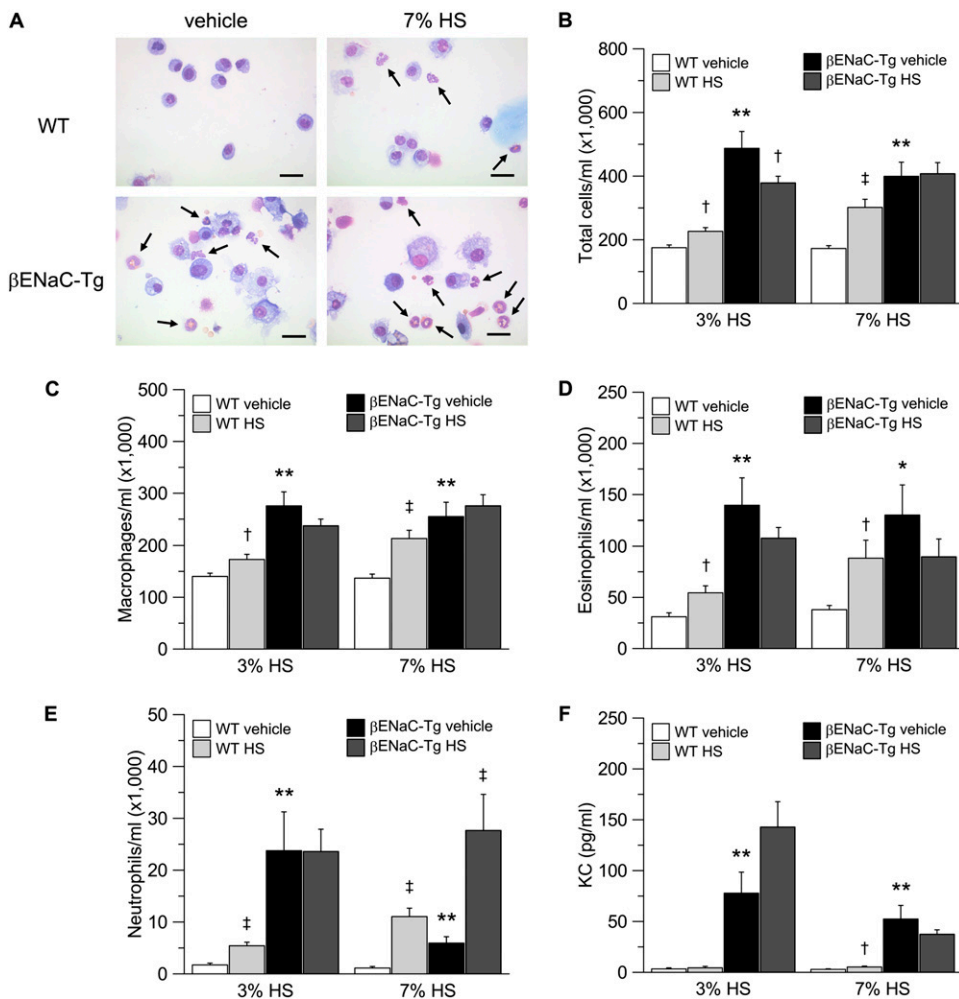 A
vehicle
7% HS
WT
βENaC-Tg
B
Total cells/ml (x1,000)
800
600
400
200
0
WT vehicle
WT HS
βENaC-Tg vehicle
βENaC-Tg HS
†
**
†
‡
**
3% HS
7% HS
C
Macrophages/ml (x1,000)
500
400
300
200
100
0
WT vehicle
WT HS
βENaC-Tg vehicle
βENaC-Tg HS
†
**
‡
**
3% HS
7% HS
D
Eosinophils/ml (x1,000)
250
200
150
100
50
0
WT vehicle
WT HS
βENaC-Tg vehicle
βENaC-Tg HS
†
**
†
*
3% HS
7% HS
E
Neutrophils/ml (x1,000)
50
40
30
20
10
0
WT vehicle
WT HS
βENaC-Tg vehicle
βENaC-Tg HS
‡
**
‡
**
‡
3% HS
7% HS
F
KC (pg/ml)
250
200
150
100
50
0
WT vehicle
WT HS
βENaC-Tg vehicle
βENaC-Tg HS
**
†
**
3% HS
7% HS